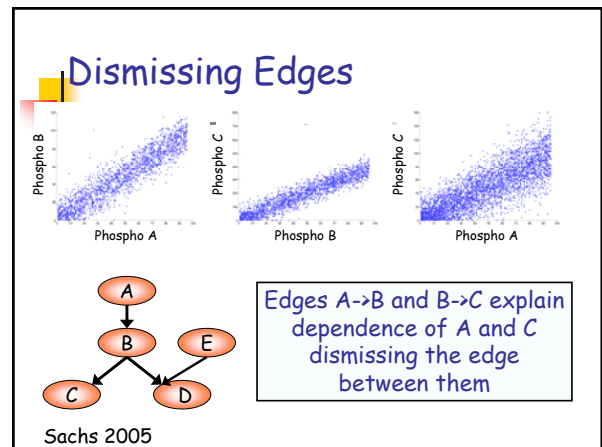 Dismissing Edges
Phospho B
Phospho A
Phospho C
Phospho B
Phospho C
Phospho A
A
B
E
C
D
Edges A->B and B->C explain
dependence of A and C
dismissing the edge
between them
Sachs 2005